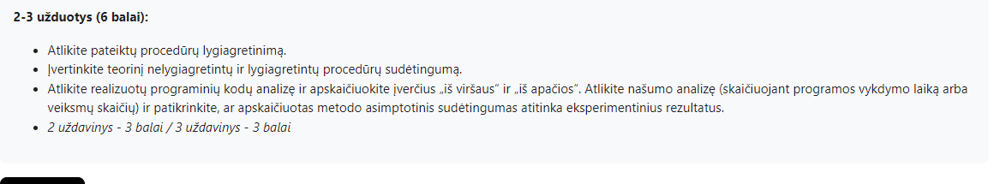 2-3 užduotys (6 balai):
• Atlikite pateiktų procedūrų lygiagretinimą.
• Įvertinkite teorinį nelygiagretintų ir lygiagretintų procedūrų sudėtingumą.
• Atlikite realizuotų programinių kodų analizę ir apskaičiuokite įverčius „iš viršaus“ ir „iš apačios“. Atlikite našumo analizę (skaičiuojant programos vykdymo laiką arba
veiksmų skaičių) ir patikrinkite, ar apskaičiuotas metodo asimptotinis sudėtingumas atitinka eksperimentinius rezultatus.
• 2 uždavinys - 3 balai / 3 uždavinys - 3 balai